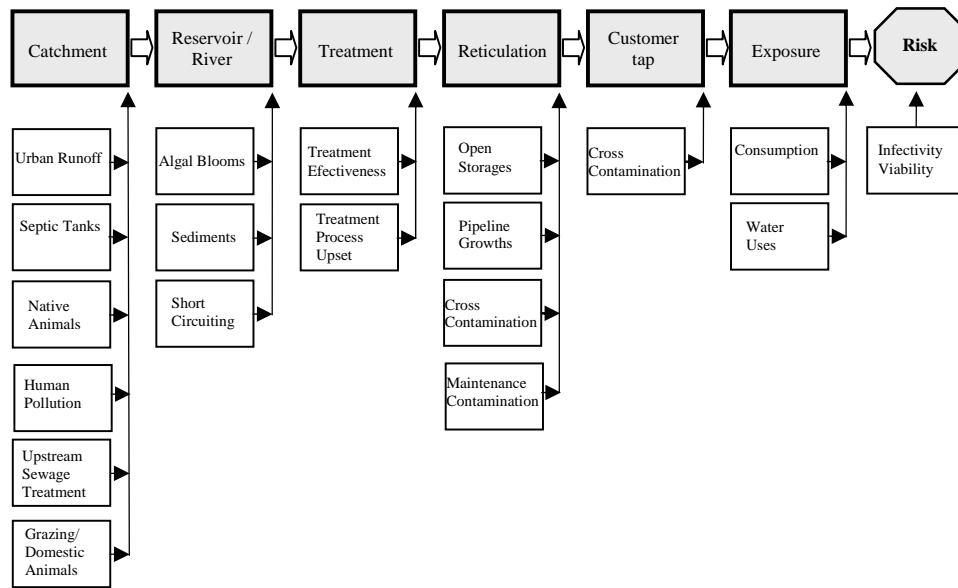 Catchment
Reservoir /
River
Treatment
Reticulation
Customer
tap
Exposure
Risk
Urban Runoff
Septic Tanks
Native
Animals
Human
Pollution
Upstream
Sewage
Treatment
Grazing/
Domestic
Animals
Algal Blooms
Sediments
Short
Circuiting
Treatment
Efectiveness
Treatment
Process
Upset
Open
Storages
Pipeline
Growths
Cross
Contamination
Maintenance
Contamination
Cross
Contamination
Consumption
Water
Uses
Infectivity
Viability